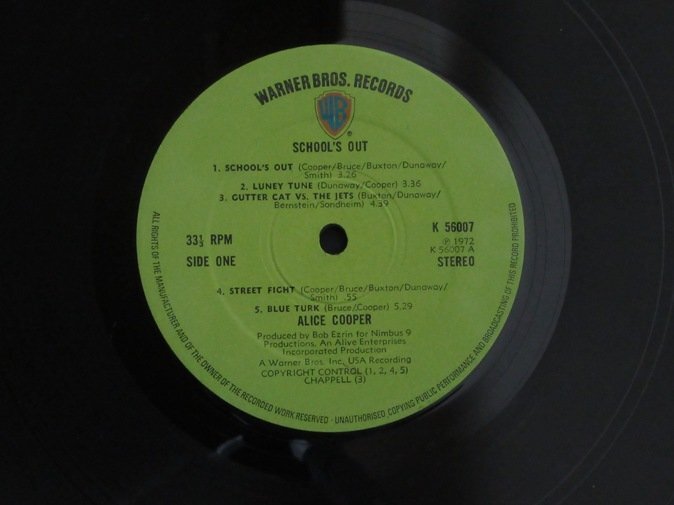 WARNER BROS. RECORDS
WB
®
SCHOOL'S OUT
1. SCHOOL'S OUT (Cooper/Bruce/Buxton/Dunaway/
Smith) 3.26
2. LUNEY TUNE (Dunaway/Cooper) 3.36
3. GUTTER CAT VS. THE JETS (Buxton/Dunaway/
Bernstein/Sondheim) 4.39
33⅓ RPM
SIDE ONE
K 56007
℗ 1972
K 56007 A
STEREO
4. STREET FIGHT (Cooper/Bruce/Buxton/Dunaway/
Smith) .55
5. BLUE TURK (Bruce/Cooper) 5.29
ALICE COOPER
Produced by Bob Ezrin for Nimbus 9
Productions, An Alive Enterprises
Incorporated Production
A Warner Bros. Inc, USA Recording
COPYRIGHT CONTROL (1, 2, 4, 5)
CHAPPELL (3)
ALL RIGHTS OF THE MANUFACTURER AND OF THE OWNER OF THE RECORDED WORK RESERVED - UNAUTHORISED COPYING PUBLIC PERFORMANCE AND BROADCASTING OF THIS RECORD PROHIBITED